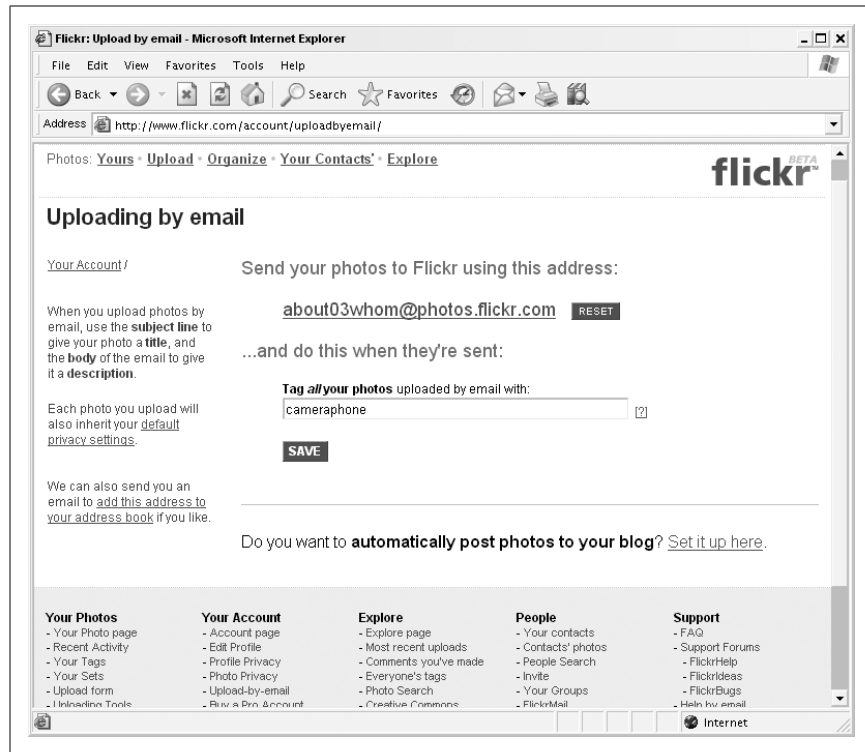 Flickr: Upload by email - Microsoft Internet Explorer
File Edit View Favorites Tools Help
Back Search Favorites
Address http://www.flickr.com/account/uploadbyemail/
Photos: Yours • Upload • Organize • Your Contacts' • Explore
flickr BETA ™
Uploading by email
Your Account /
When you upload photos by
email, use the subject line to
give your photo a title, and
the body of the email to give
it a description.
Each photo you upload will
also inherit your default
privacy settings.
We can also send you an
email to add this address to
your address book if you like.
Send your photos to Flickr using this address:
about03whom@photos.flickr.com RESET
...and do this when they're sent:
Tag all your photos uploaded by email with:
cameraphone [?]
SAVE
Do you want to automatically post photos to your blog? Set it up here.
Your Photos
- Your Photo page
- Recent Activity
- Your Tags
- Your Sets
- Upload form
- Uploading Tools
Your Account
- Account page
- Edit Profile
- Profile Privacy
- Photo Privacy
- Upload-by-email
- Buy a Pro Account
Explore
- Explore page
- Most recent uploads
- Comments you've made
- Everyone's tags
- Photo Search
- Creative Commons
People
- Your contacts
- Contacts' photos
- People Search
- Invite
- Your Groups
- FlickrMail
Support
- FAQ
- Support Forums
- FlickrHelp
- FlickrIdeas
- FlickrBugs
- Help by email
Internet